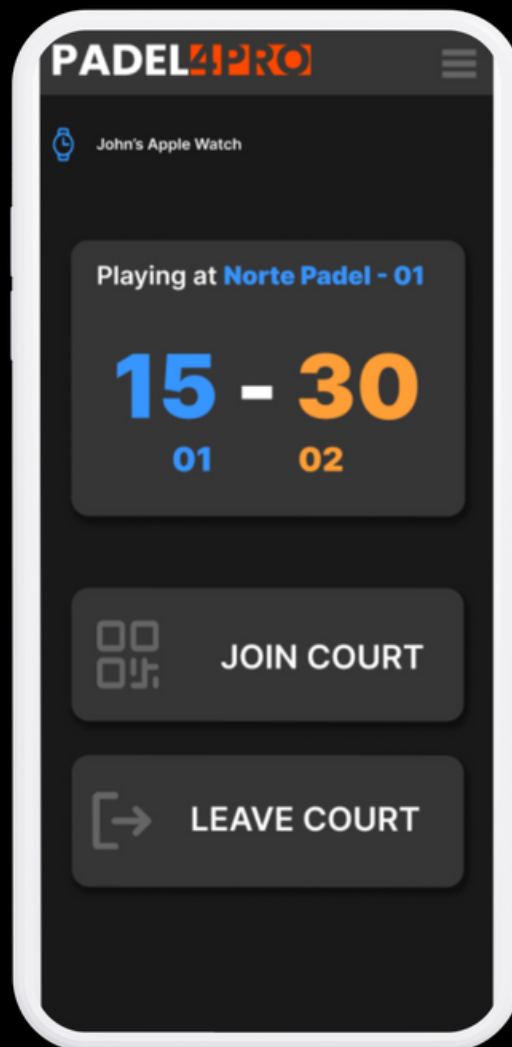 PADEL4PRO
John's Apple Watch
Playing at Norte Padel - 01
15 - 30
01 02
JOIN COURT
LEAVE COURT